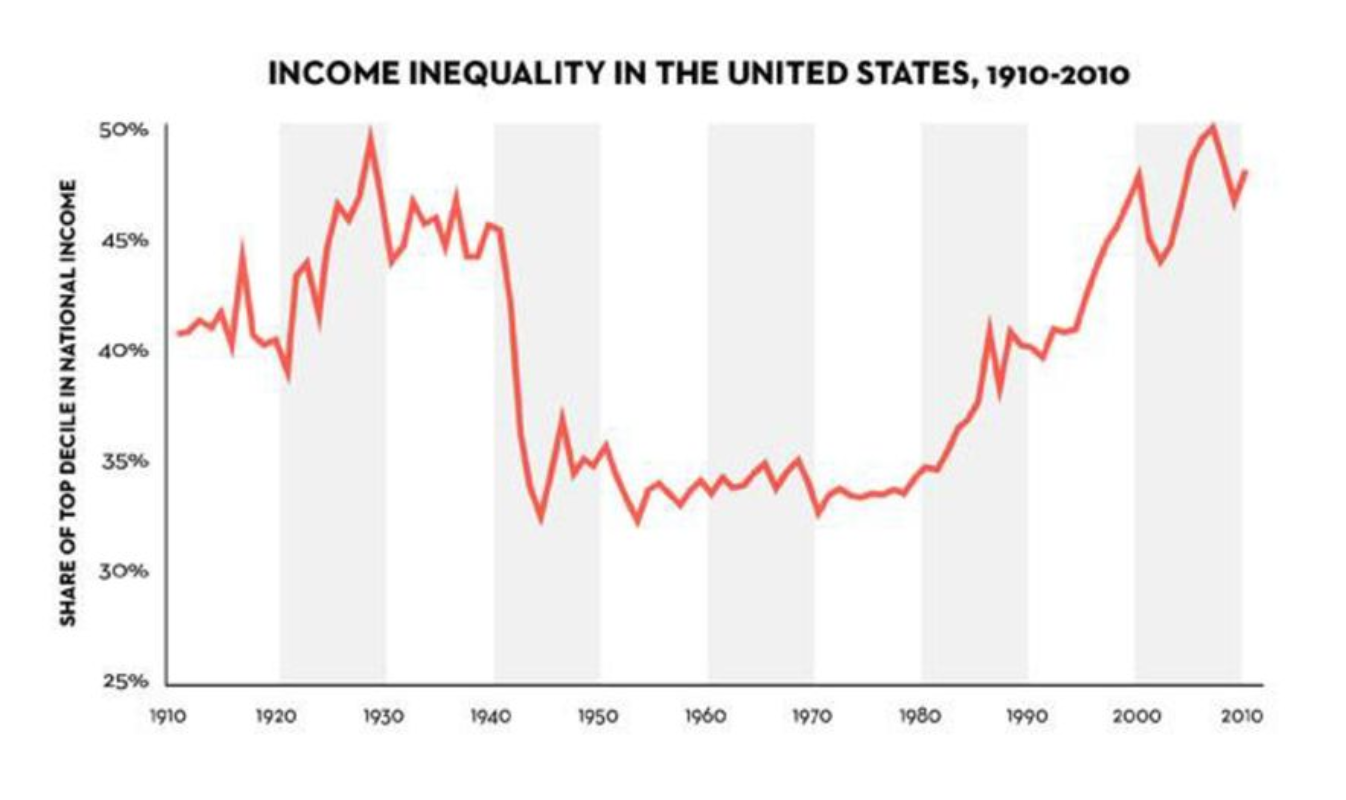 INCOME INEQUALITY IN THE UNITED STATES, 1910-2010
SHARE OF TOP DECILE IN NATIONAL INCOME
50%
45%
40%
35%
30%
25%
1910 1920 1930 1940 1950 1960 1970 1980 1990 2000 2010